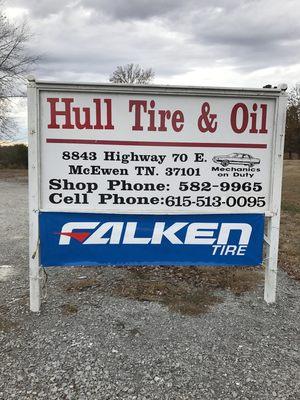 Hull Tire & Oil
8843 Highway 70 E.
McEwen TN. 37101
Mechanics
on Duty
Shop Phone: 582-9965
Cell Phone: 615-513-0095
FALKEN
TIRE